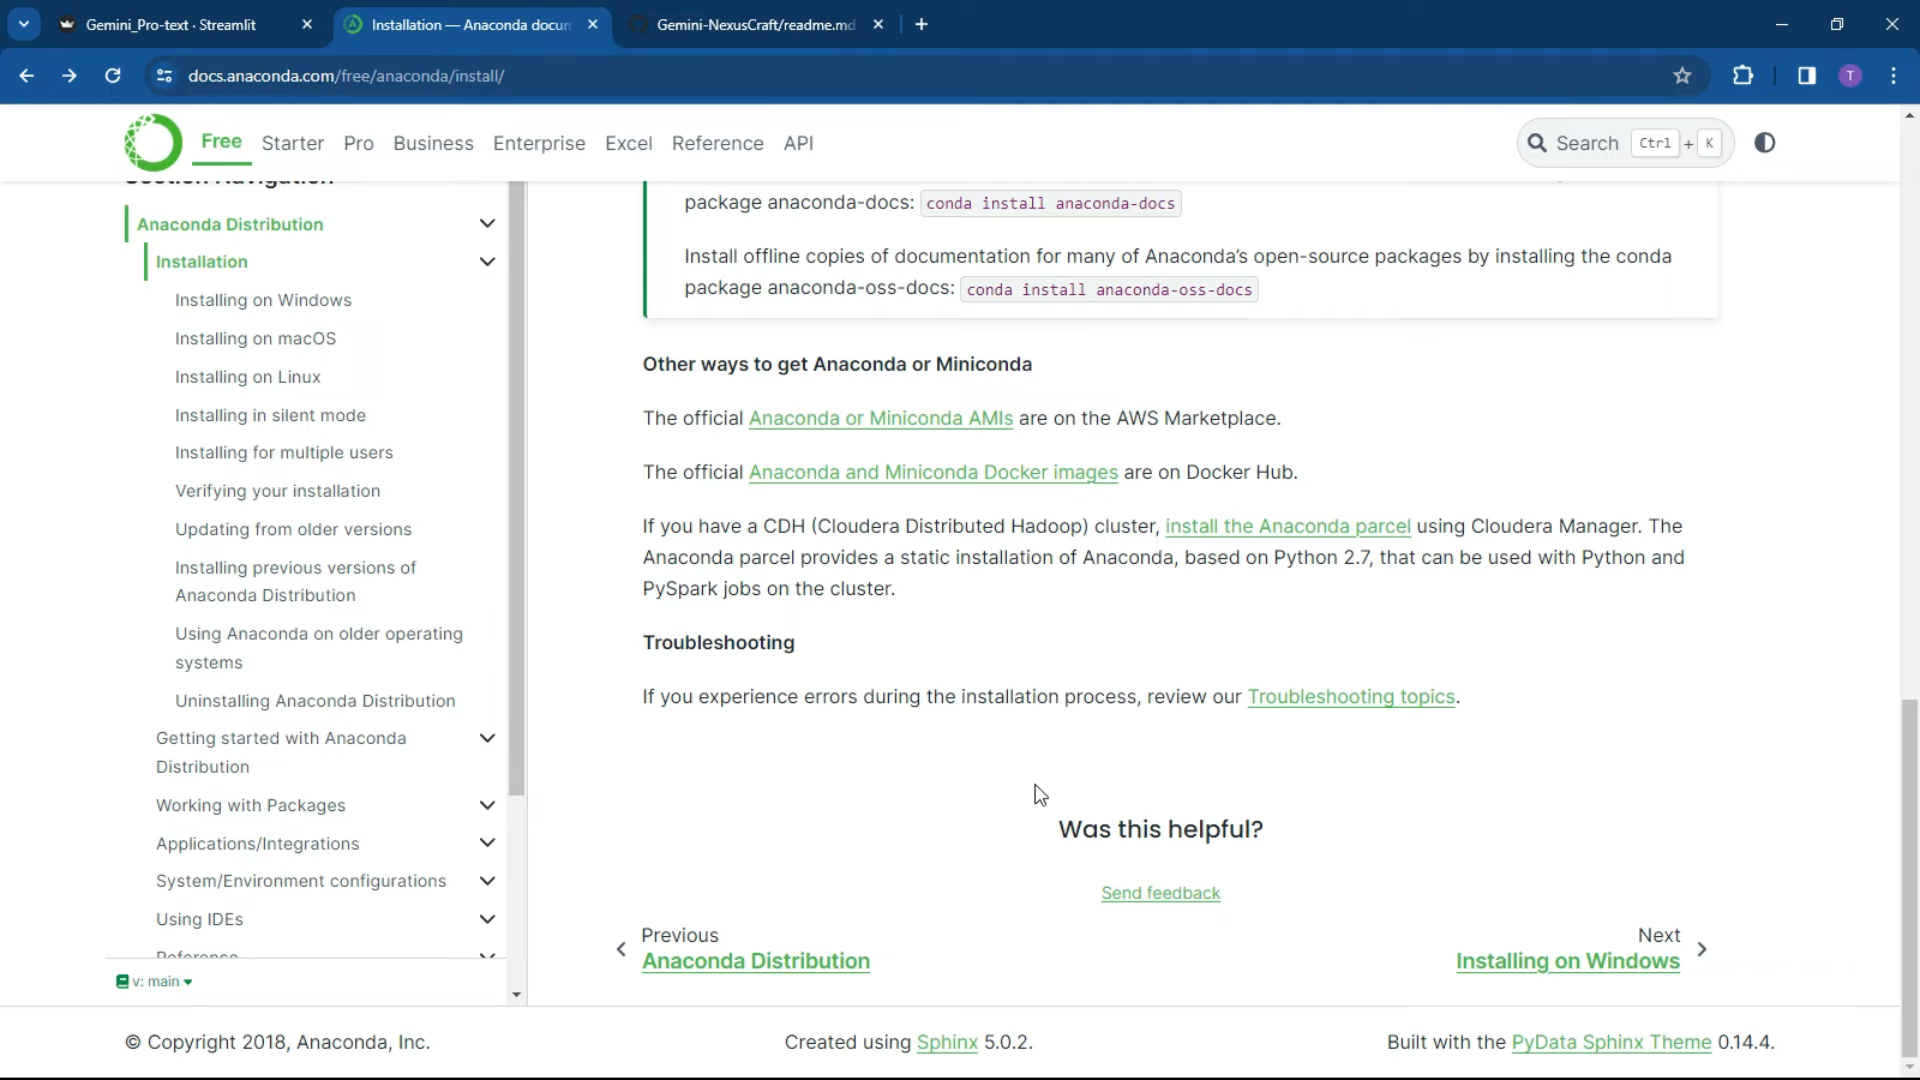 Gemini_Pro-text · Streamlit
Installation — Anaconda docum
Gemini-NexusCraft/readme.md
docs.anaconda.com/free/anaconda/install/
T
Free
Starter
Pro
Business
Enterprise
Excel
Reference
API
Search
Ctrl + K
Section Navigation
Anaconda Distribution
Installation
Installing on Windows
Installing on macOS
Installing on Linux
Installing in silent mode
Installing for multiple users
Verifying your installation
Updating from older versions
Installing previous versions of
Anaconda Distribution
Using Anaconda on older operating
systems
Uninstalling Anaconda Distribution
Getting started with Anaconda
Distribution
Working with Packages
Applications/Integrations
System/Environment configurations
Using IDEs
Reference
v: main
package anaconda-docs: conda install anaconda-docs
Install offline copies of documentation for many of Anaconda's open-source packages by installing the conda
package anaconda-oss-docs: conda install anaconda-oss-docs
Other ways to get Anaconda or Miniconda
The official Anaconda or Miniconda AMIs are on the AWS Marketplace.
The official Anaconda and Miniconda Docker images are on Docker Hub.
If you have a CDH (Cloudera Distributed Hadoop) cluster, install the Anaconda parcel using Cloudera Manager. The
Anaconda parcel provides a static installation of Anaconda, based on Python 2.7, that can be used with Python and
PySpark jobs on the cluster.
Troubleshooting
If you experience errors during the installation process, review our Troubleshooting topics.
Was this helpful?
Send feedback
Previous
Anaconda Distribution
Next
Installing on Windows
© Copyright 2018, Anaconda, Inc.
Created using Sphinx 5.0.2.
Built with the PyData Sphinx Theme 0.14.4.